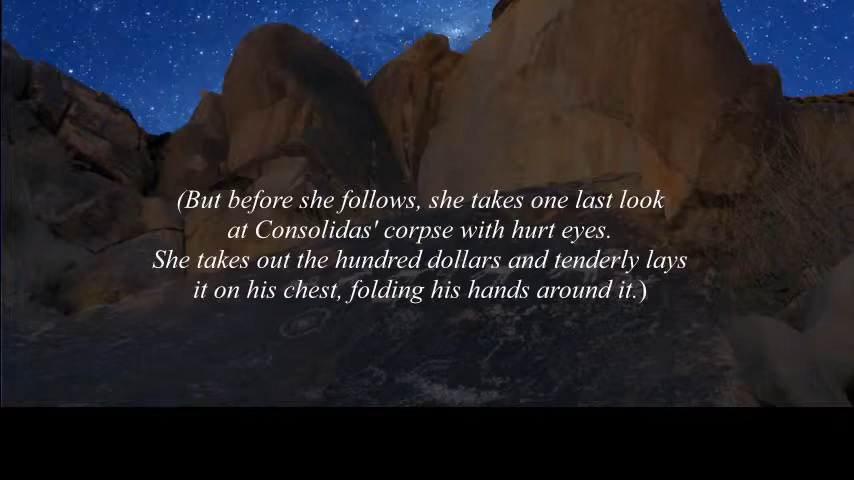 (But before she follows, she takes one last look
at Consolidas' corpse with hurt eyes.
She takes out the hundred dollars and tenderly lays
it on his chest, folding his hands around it.)